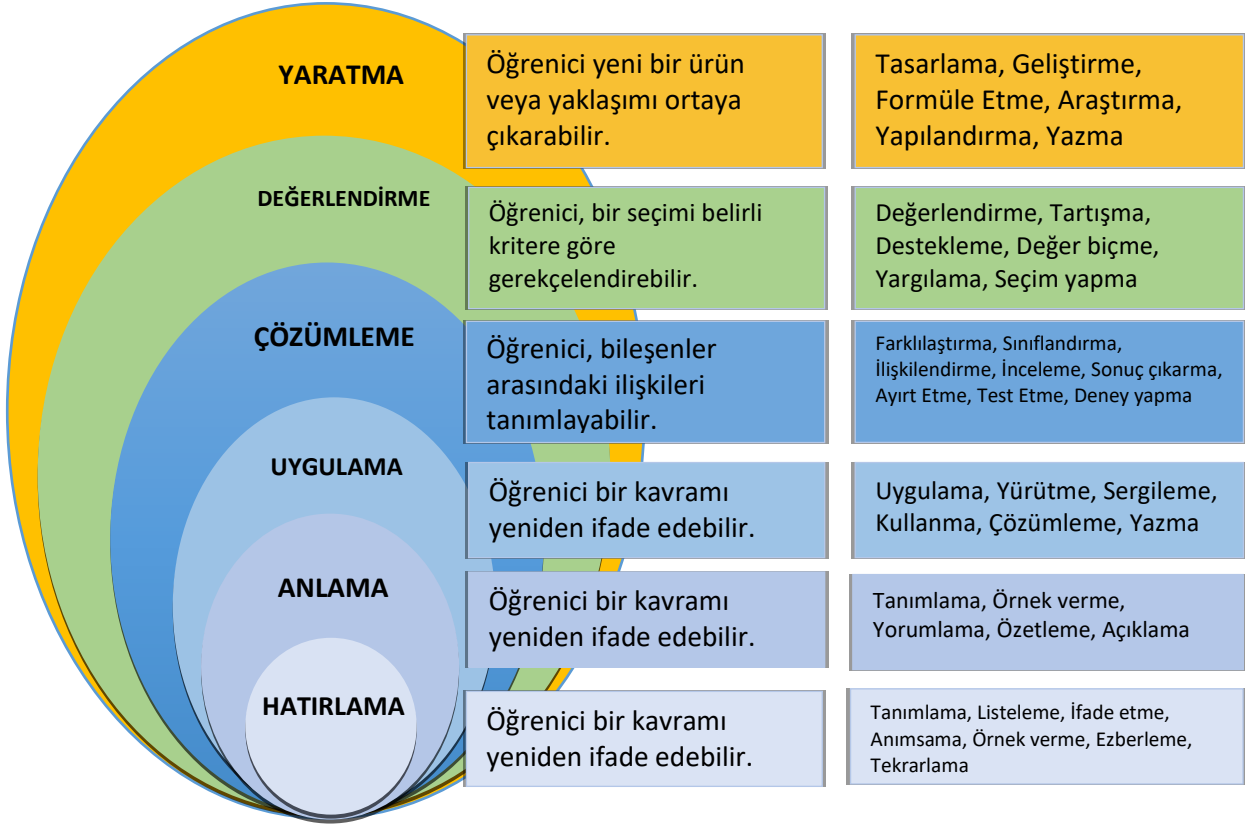 YARATMA
Öğrenici yeni bir ürün
veya yaklaşımı ortaya
çıkarabilir.
Tasarlama, Geliştirme,
Formüle Etme, Araştırma,
Yapılandırma, Yazma
DEĞERLENDİRME
Öğrenici, bir seçimi belirli
kritere göre
gerekçelendirebilir.
Değerlendirme, Tartışma,
Destekleme, Değer biçme,
Yargılama, Seçim yapma
ÇÖZÜMLEME
Öğrenici, bileşenler
arasındaki ilişkileri
tanımlayabilir.
Farklılaştırma, Sınıflandırma,
İlişkilendirme, İnceleme, Sonuç çıkarma,
Ayırt Etme, Test Etme, Deney yapma
UYGULAMA
Öğrenici bir kavramı
yeniden ifade edebilir.
Uygulama, Yürütme, Sergileme,
Kullanma, Çözümleme, Yazma
ANLAMA
Öğrenici bir kavramı
yeniden ifade edebilir.
Tanımlama, Örnek verme,
Yorumlama, Özetleme, Açıklama
HATIRLAMA
Öğrenici bir kavramı
yeniden ifade edebilir.
Tanımlama, Listeleme, İfade etme,
Anımsama, Örnek verme, Ezberleme,
Tekrarlama